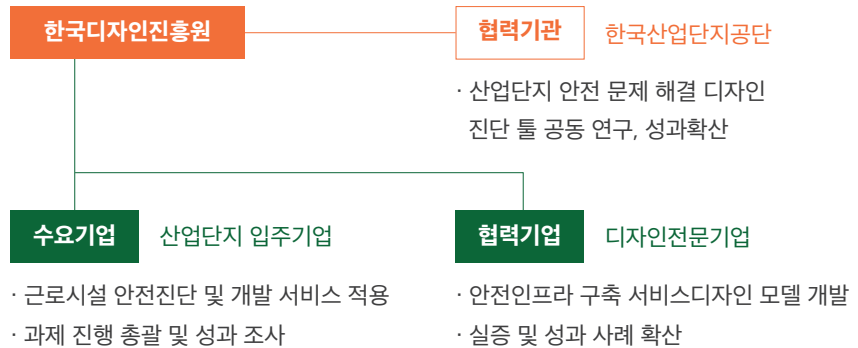 한국디자인진흥원
협력기관 한국산업단지공단
· 산업단지 안전 문제 해결 디자인
진단 툴 공동 연구, 성과확산
수요기업 산업단지 입주기업
· 근로시설 안전진단 및 개발 서비스 적용
· 과제 진행 총괄 및 성과 조사
협력기업 디자인전문기업
· 안전인프라 구축 서비스디자인 모델 개발
· 실증 및 성과 사례 확산